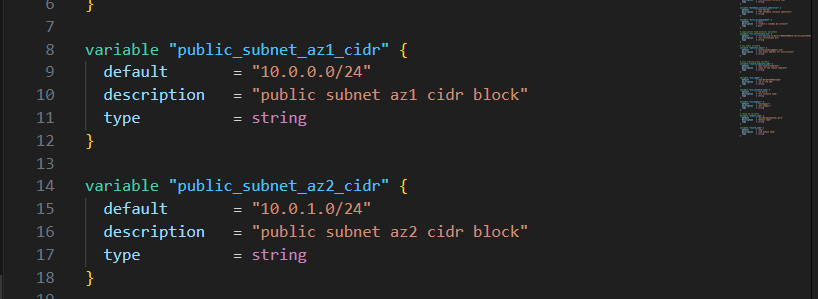 6 }
7
8 variable "public_subnet_az1_cidr" {
9 default = "10.0.0.0/24"
10 description = "public subnet az1 cidr block"
11 type = string
12 }
13
14 variable "public_subnet_az2_cidr" {
15 default = "10.0.1.0/24"
16 description = "public subnet az2 cidr block"
17 type = string
18 }